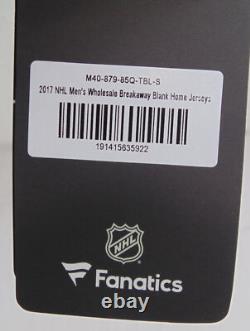 M40-879-85Q-TBL-S
2017 NHL Men's Wholesale Breakaway Blank Home Jerseys
191415635922
NHL
Fanatics